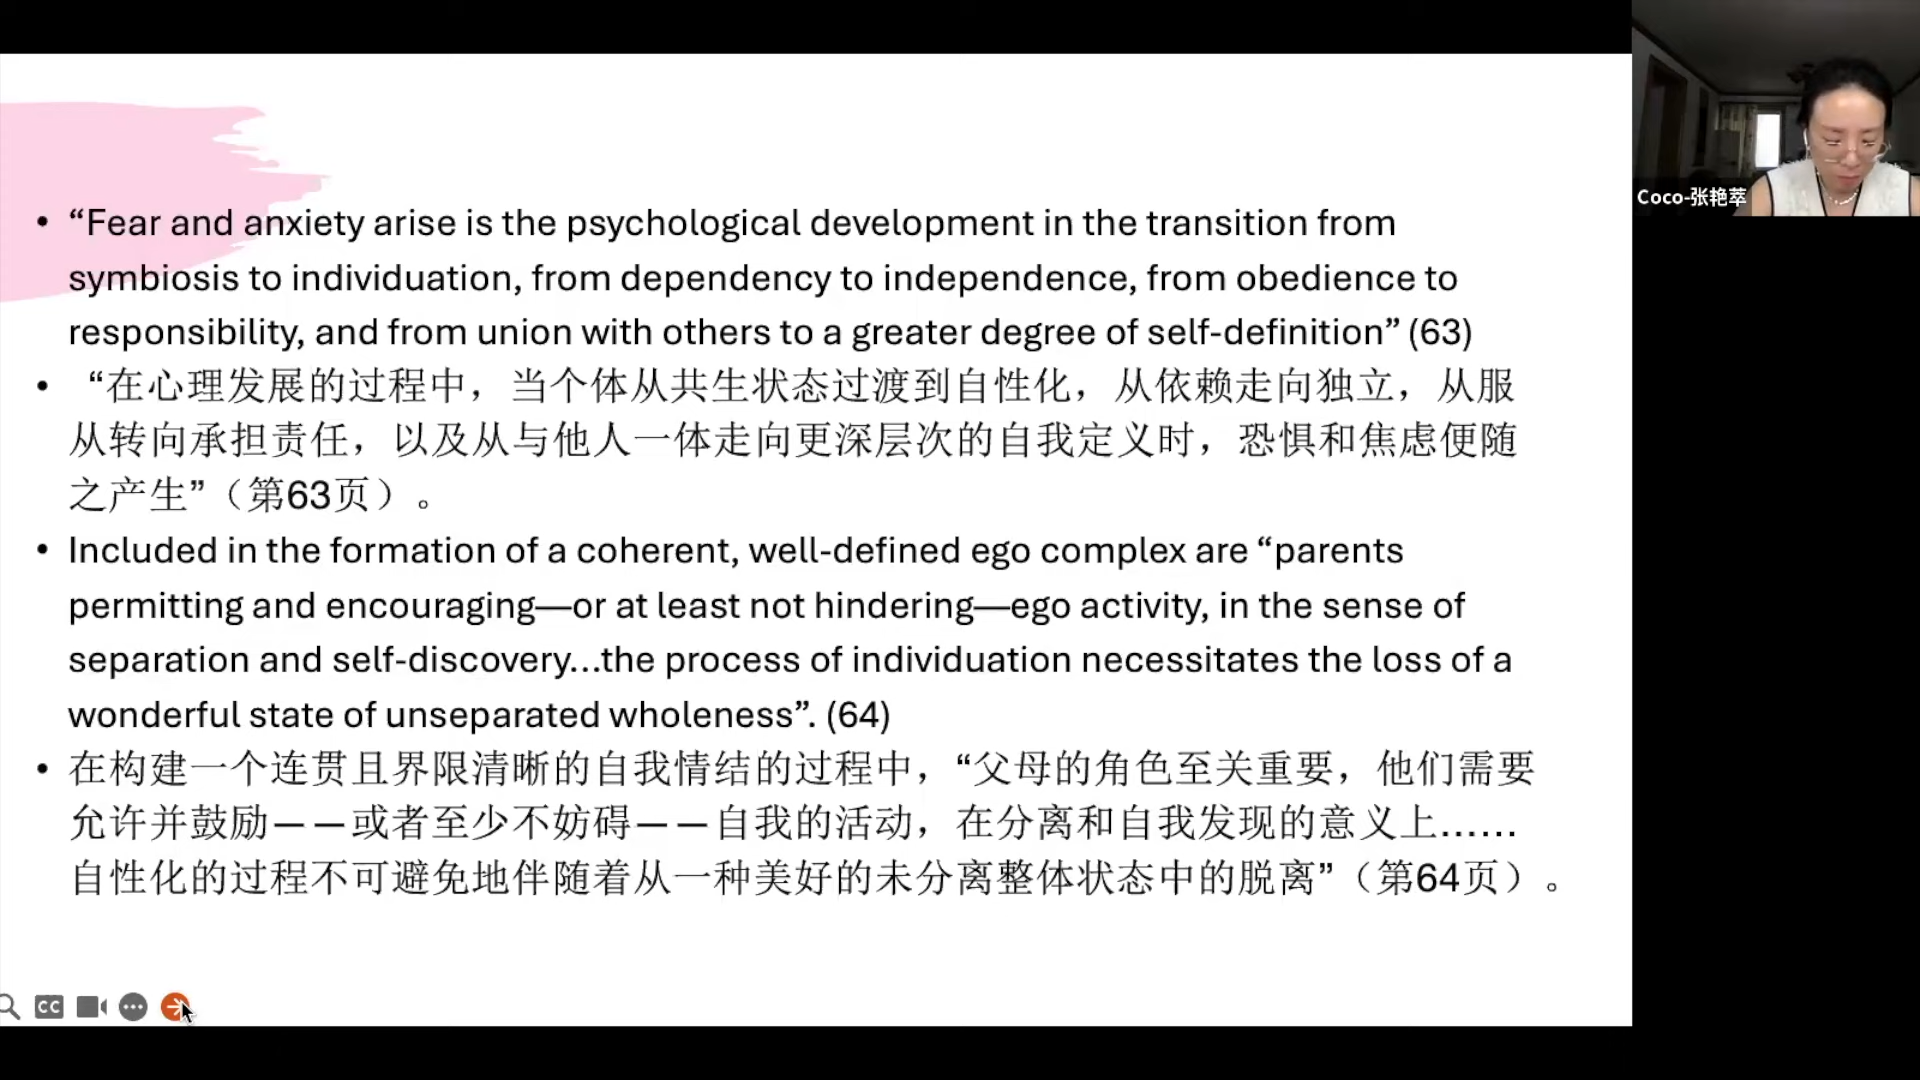 • “Fear and anxiety arise is the psychological development in the transition from
symbiosis to individuation, from dependency to independence, from obedience to
responsibility, and from union with others to a greater degree of self-definition” (63)
• “在心理发展的过程中，当个体从共生状态过渡到自性化，从依赖走向独立，从服
从转向承担责任，以及从与他人一体走向更深层次的自我定义时，恐惧和焦虑便随
之产生”（第63页）。
• Included in the formation of a coherent, well-defined ego complex are “parents
permitting and encouraging—or at least not hindering—ego activity, in the sense of
separation and self-discovery…the process of individuation necessitates the loss of a
wonderful state of unseparated wholeness”. (64)
• 在构建一个连贯且界限清晰的自我情结的过程中，“父母的角色至关重要，他们需要
允许并鼓励——或者至少不妨碍——自我的活动，在分离和自我发现的意义上……
自性化的过程不可避免地伴随着从一种美好的未分离整体状态中的脱离”（第64页）。
CC
Coco-张艳萃